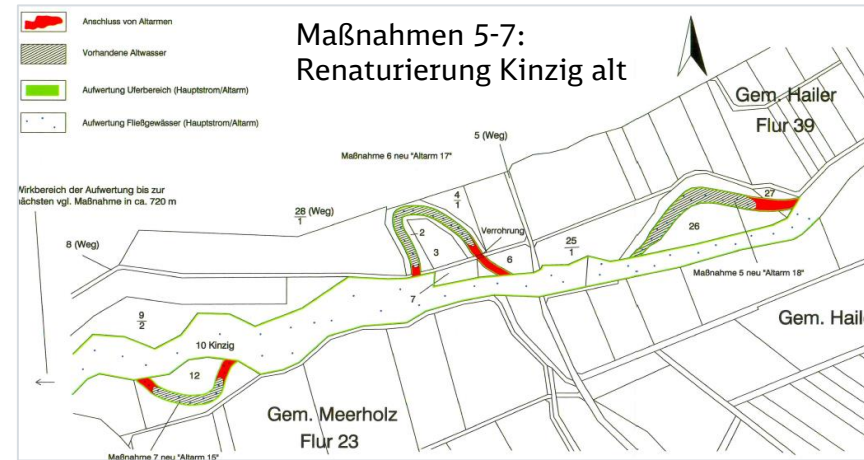 Anschluss von Altarmen
Vorhandene Altwasser
Aufwertung Uferbereich (Hauptstrom/Altarm)
Aufwertung Fließgewässer (Hauptstrom/Altarm)
Maßnahmen 5-7:
Renaturierung Kinzig alt
Gem. Hailer
Flur 39
5 (Weg)
Maßnahme 6 neu "Altarm 17"
Wirkbereich der Aufwertung bis zur
nächsten vgl. Maßnahme in ca. 720 m
28 (Weg)
1
4
1
27
2
Verrohrung
26
8 (Weg)
3
6
25
1
7
Maßnahme 5 neu "Altarm 18"
9
2
10 Kinzig
12
Gem. Meerholz
Flur 23
Maßnahme 7 neu "Altarm 15"